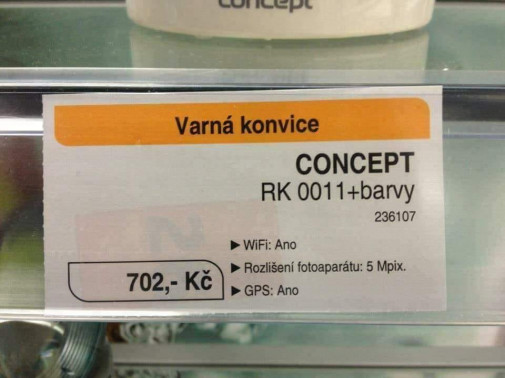 concept
Varná konvice
CONCEPT
RK 0011+barvy
236107
▶ WiFi: Ano
▶ Rozlišení fotoaparátu: 5 Mpix.
▶ GPS: Ano
702,- Kč